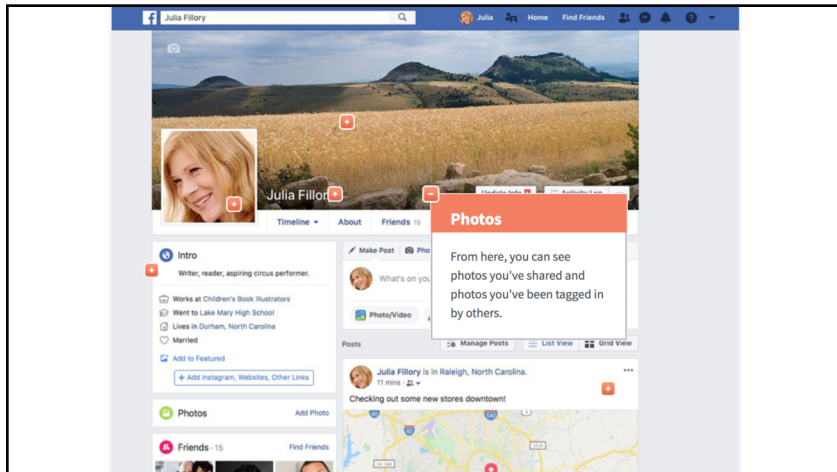 Julia Fillory
Julia
Home
Find Friends
Julia Fillor
Update Info
Activity Log
Timeline
About
Friends 15
Photos
From here, you can see
photos you've shared and
photos you've been tagged in
by others.
Intro
Writer, reader, aspiring circus performer.
Works at Children's Book Illustrators
Went to Lake Mary High School
Lives in Durham, North Carolina
Married
Add to Featured
+ Add Instagram, Websites, Other Links
Photos
Add Photo
Friends · 15
Find Friends
Make Post
Pho
What's on you
Photo/Video
Posts
Manage Posts
List View
Grid View
Julia Fillory is in Raleigh, North Carolina.
11 mins ·
Checking out some new stores downtown!